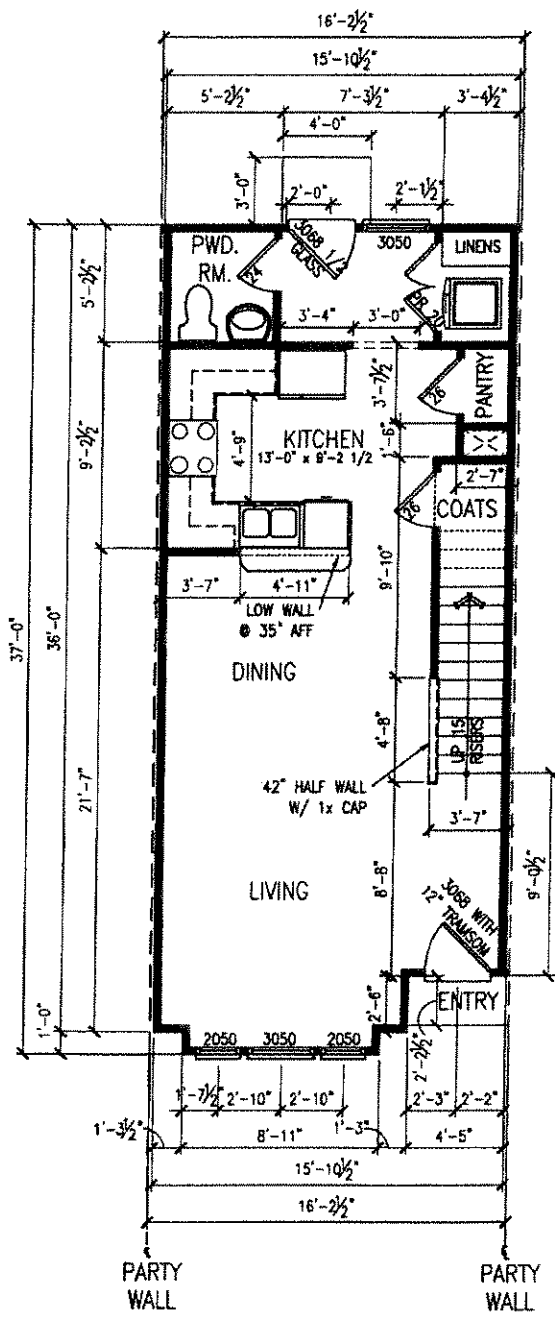 16'-2½"
15'-10½"
5'-2½" 7'-3½" 3'-4½"
4'-0"
3'-0"
2'-0" 2'-1½"
3068 1/2
GLASS
3050
PWD.
RM.
24
LINENS
PR 20
5'-2½"
3'-4" 3'-0"
3'-7½"
26
PANTRY
KITCHEN
13'-0" x 9'-2 1/2
4'-9"
9'-2½"
1'-6"
2'-7"
26
COATS
3'-7" 4'-11"
LOW WALL
@ 35" AFF
9'-10"
37'-0"
36'-0"
DINING
4'-8"
UP 15
RISERS
42" HALF WALL
W/ 1x CAP
21'-7"
3'-7"
8'-8"
9'-0½"
LIVING
3068 WITH
12" TRAMSOM
ENTRY
2'-6"
1'-0"
2'-2½"
2050 3050 2050
1'-7½" 2'-10" 2'-10"
2'-3" 2'-2"
1'-3½" 8'-11" 1'-3" 4'-5"
15'-10½"
16'-2½"
PARTY
WALL
PARTY
WALL